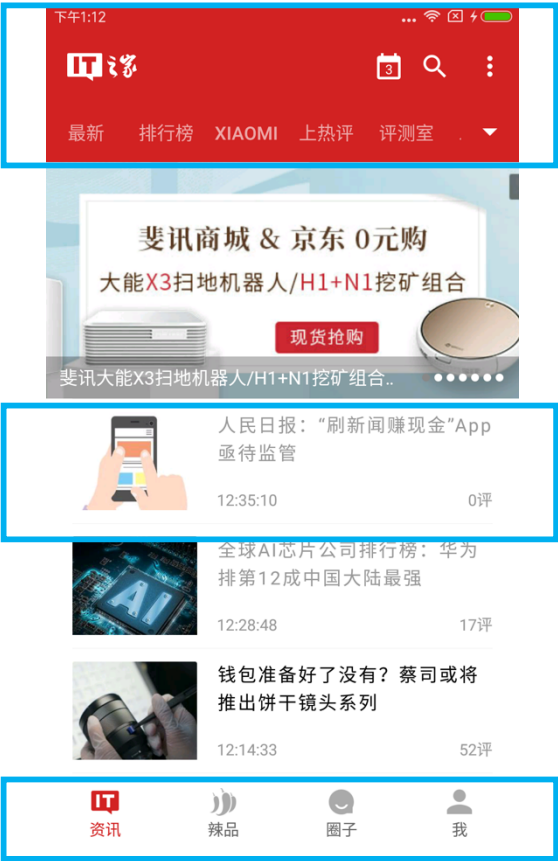 下午1:12
IT之家
3
最新 排行榜 XIAOMI 上热评 评测室
斐讯商城 & 京东 0元购
大能X3扫地机器人/H1+N1挖矿组合
现货抢购
斐讯大能X3扫地机器人/H1+N1挖矿组合..
人民日报：“刷新闻赚现金”App
亟待监管
12:35:10 0评
全球AI芯片公司排行榜：华为
排第12成中国大陆最强
AI
12:28:48 17评
钱包准备好了没有？蔡司或将
推出饼干镜头系列
12:14:33 52评
IT
资讯 辣品 圈子 我